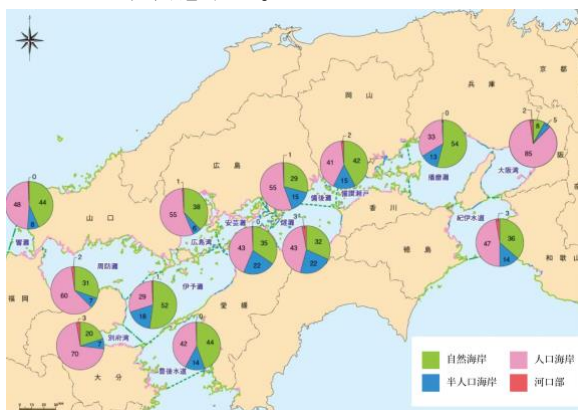 京都
兵庫
岡山
広島
山口
福岡
大分
愛媛
香川
徳島
和歌山
大阪湾
播磨灘
紀伊水道
備讃瀬戸
備後灘
燧灘
安芸灘
広島湾
伊予灘
周防灘
響灘
別府湾
豊後水道
2 8 5 85
0 54 13 33
2 42 15 41
1 29 15 55
1 38 6 55
0 44 8 48
35 22 43
32 22 43
3 36 14 47
2 31 7 60
1 52 18 29
3 20 7 70
0 44 14 42
自然海岸
人口海岸
半人口海岸
河口部